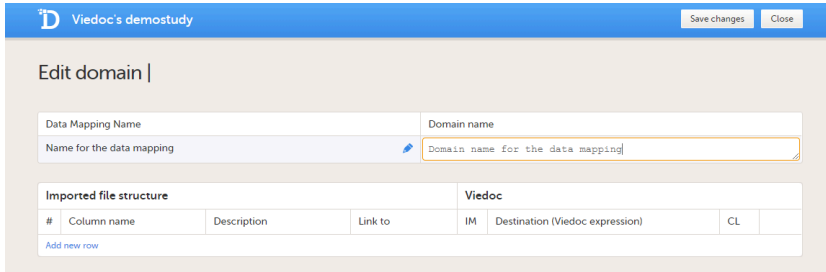 Viedoc's demostudy
Save changes
Close
Edit domain |
Data Mapping Name
Domain name
Name for the data mapping
Domain name for the data mapping
Imported file structure
Viedoc
# Column name Description Link to IM Destination (Viedoc expression) CL
Add new row